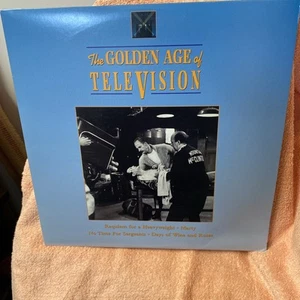 The GOLDEN AGE of
TELEVISION
Requiem for a Heavyweight • Marty
No Time For Sergeants • Days of Wine and Roses